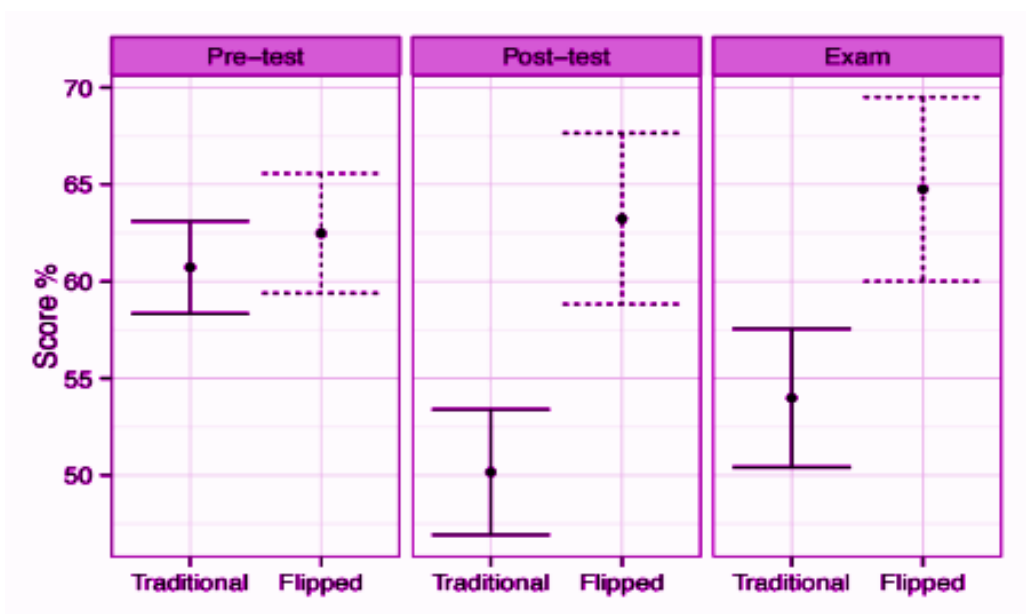 Pre–test
Post–test
Exam
Score %
70
65
60
55
50
Traditional
Flipped
Traditional
Flipped
Traditional
Flipped